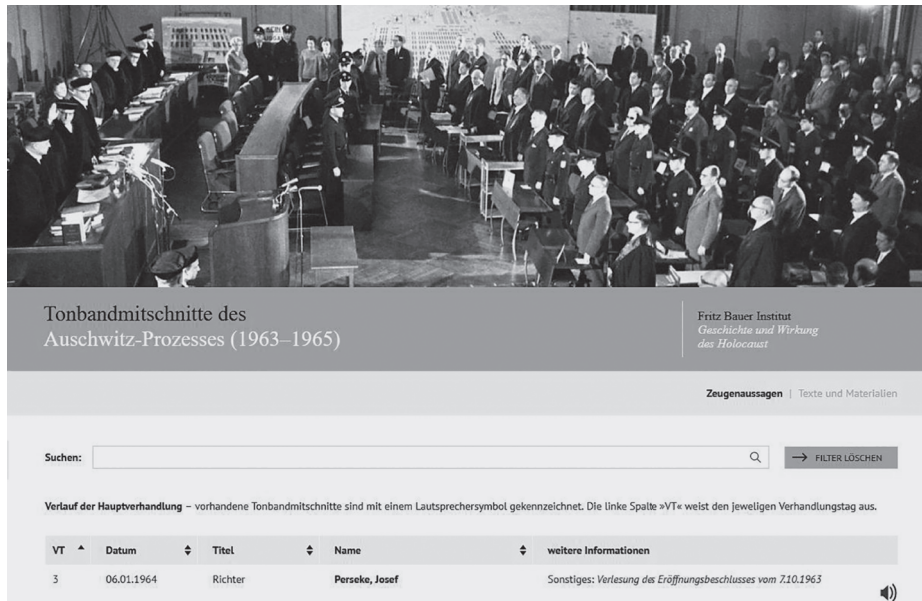 Tonbandmitschnitte des
Auschwitz-Prozesses (1963–1965)
Fritz Bauer Institut
Geschichte und Wirkung
des Holocaust
Zeugenaussagen | Texte und Materialien
Suchen:
FILTER LÖSCHEN
Verlauf der Hauptverhandlung – vorhandene Tonbandmitschnitte sind mit einem Lautsprechersymbol gekennzeichnet. Die linke Spalte »VT« weist den jeweligen Verhandlungstag aus.
VT Datum Titel Name weitere Informationen
3 06.01.1964 Richter Perseke, Josef Sonstiges: Verlesung des Eröffnungsbeschlusses vom 7.10.1963